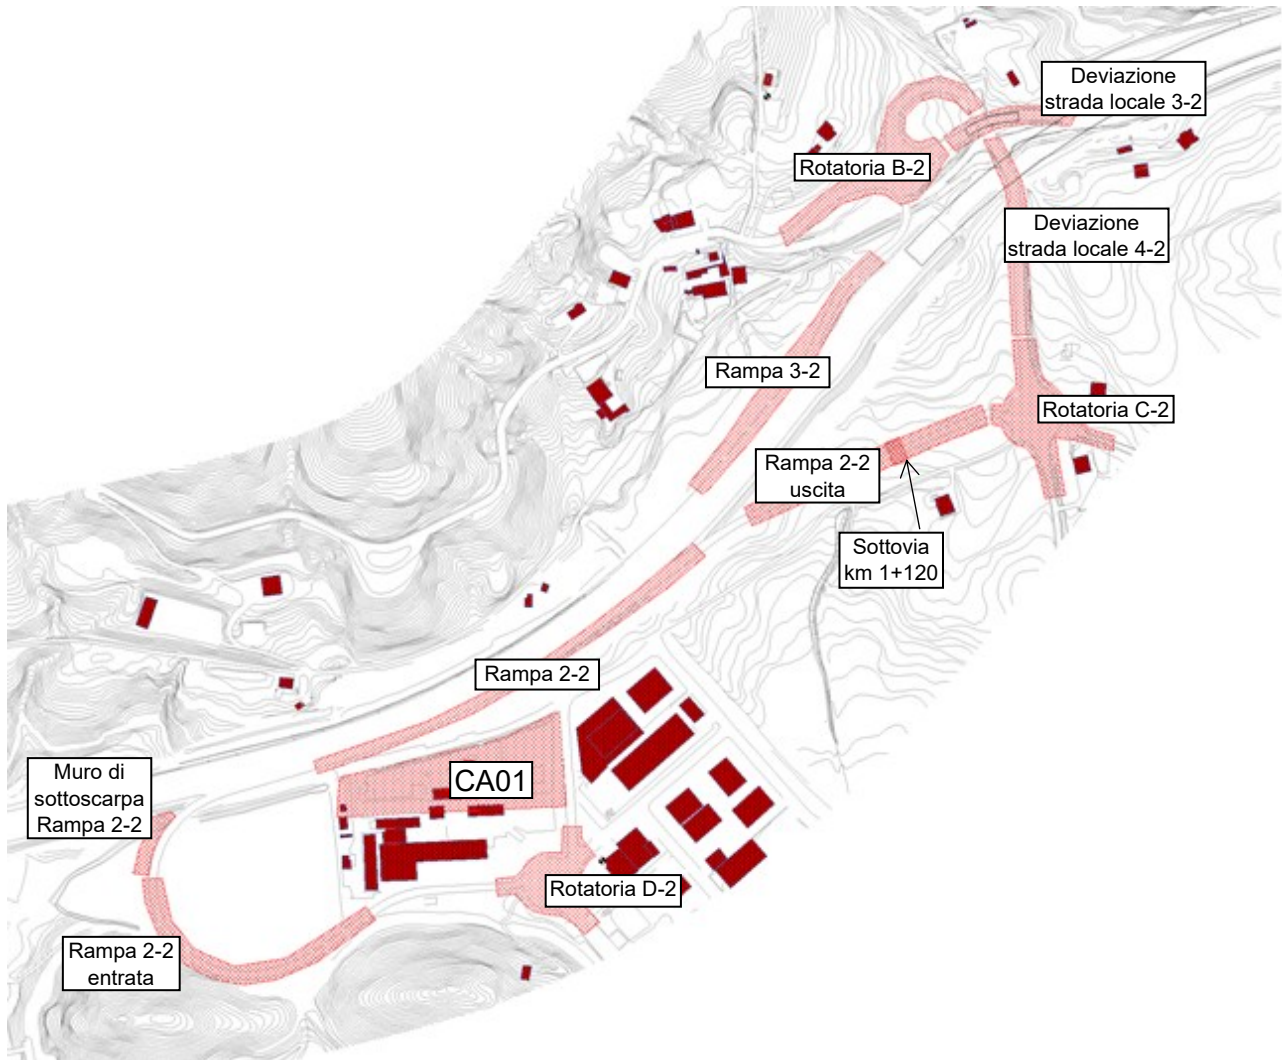 Deviazione
strada locale 3-2
Rotatoria B-2
Deviazione
strada locale 4-2
Rampa 3-2
Rotatoria C-2
Rampa 2-2
uscita
Sottovia
km 1+120
Rampa 2-2
CA01
Muro di
sottoscarpa
Rampa 2-2
Rotatoria D-2
Rampa 2-2
entrata